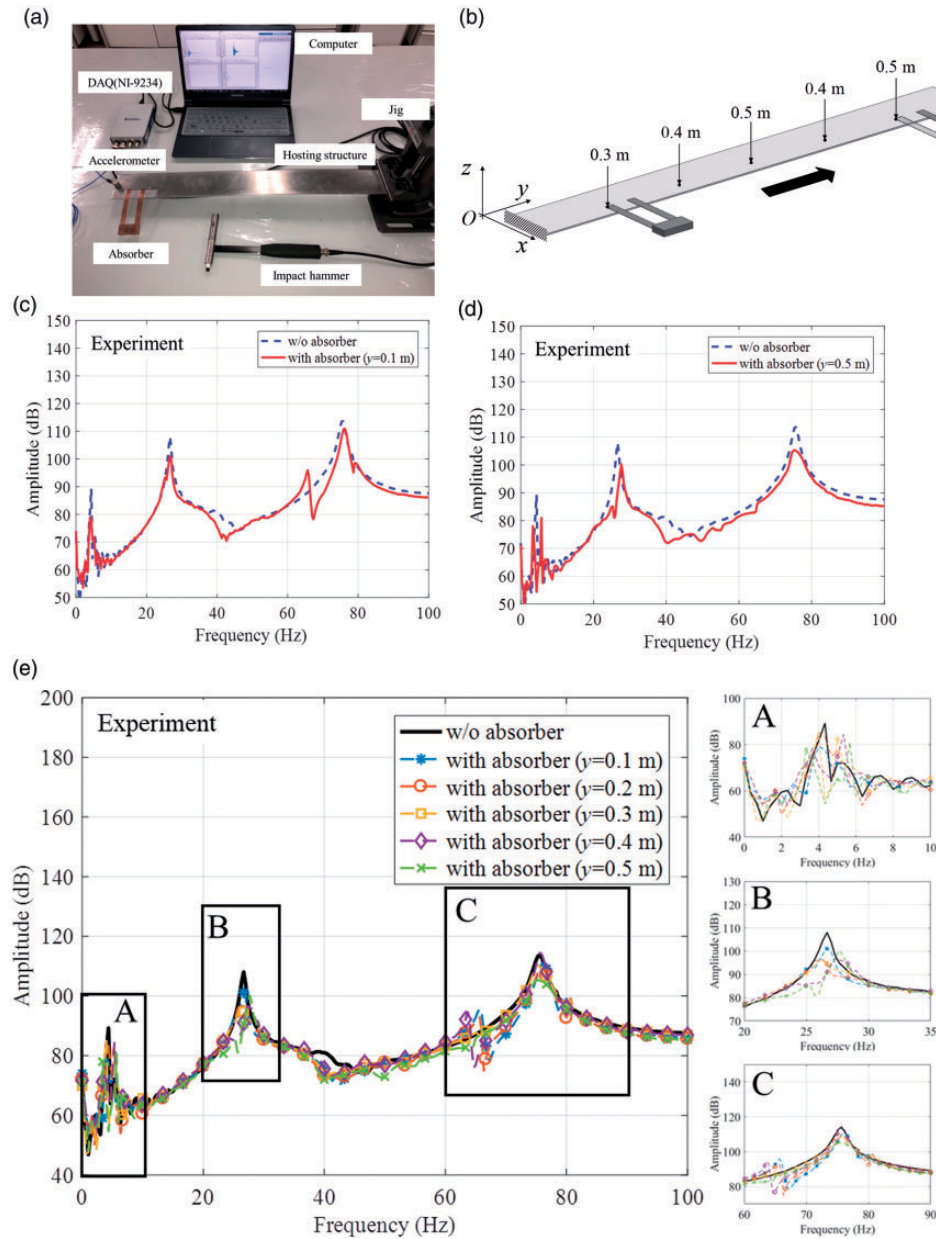 (a)
Computer
DAQ(NI-9234)
Jig
Accelerometer
Hosting structure
Absorber
Impact hammer
(b)
0.5 m
0.4 m
0.5 m
0.4 m
0.3 m
z
y
O
x
(c)
150
140
130
120
110
100
90
80
70
60
50
Amplitude (dB)
Experiment
w/o absorber
with absorber (y=0.1 m)
0 20 40 60 80 100
Frequency (Hz)
(d)
150
140
130
120
110
100
90
80
70
60
50
Amplitude (dB)
Experiment
w/o absorber
with absorber (y=0.5 m)
0 20 40 60 80 100
Frequency (Hz)
(e)
200
180
160
140
120
100
80
60
40
Amplitude (dB)
Experiment
w/o absorber
with absorber (y=0.1 m)
with absorber (y=0.2 m)
with absorber (y=0.3 m)
with absorber (y=0.4 m)
with absorber (y=0.5 m)
A
B
C
0 20 40 60 80 100
Frequency (Hz)
A
100
80
60
40
Amplitude (dB)
0 2 4 6 8 10
Frequency (Hz)
B
130
120
110
100
90
80
70
Amplitude (dB)
20 25 30 35
Frequency (Hz)
C
140
120
100
80
Amplitude (dB)
60 70 80 90
Frequency (Hz)